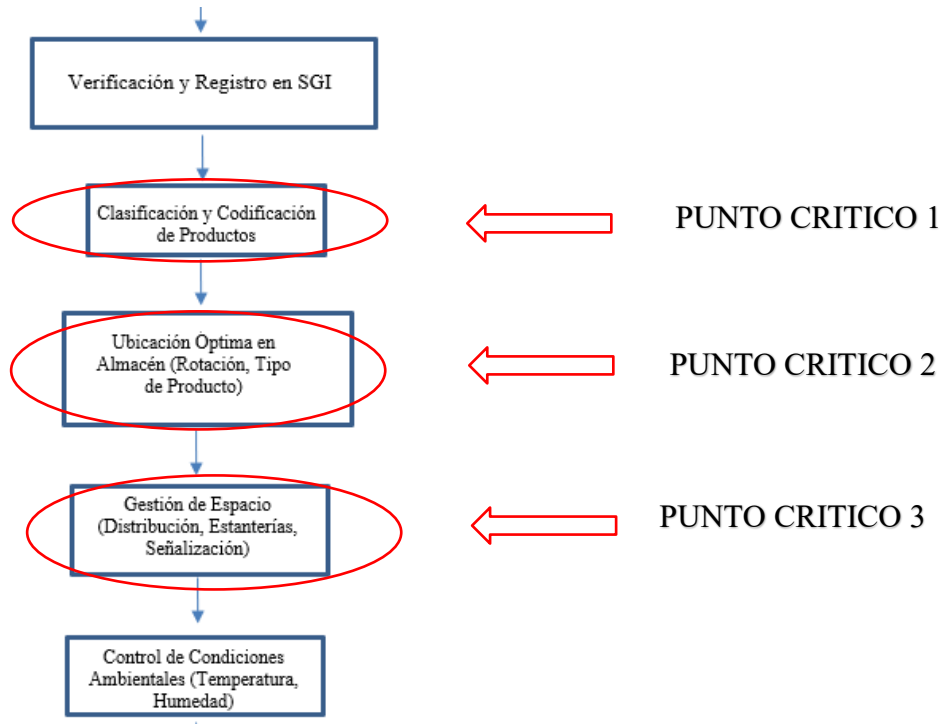 Verificación y Registro en SGI
Clasificación y Codificación
de Productos
PUNTO CRITICO 1
Ubicación Óptima en
Almacén (Rotación, Tipo
de Producto)
PUNTO CRITICO 2
Gestión de Espacio
(Distribución, Estanterías,
Señalización)
PUNTO CRITICO 3
Control de Condiciones
Ambientales (Temperatura,
Humedad)